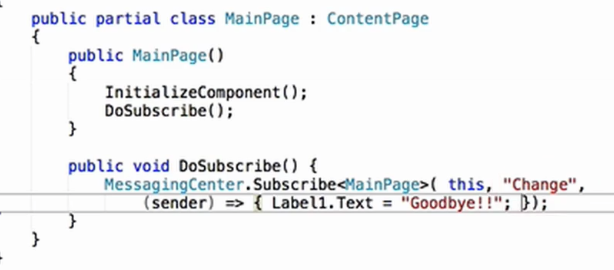 public partial class MainPage : ContentPage
{
public MainPage()
{
InitializeComponent();
DoSubscribe();
}
public void DoSubscribe() {
MessagingCenter.Subscribe<MainPage>( this, "Change",
(sender) => { Label1.Text = "Goodbye!!"; });
}
}